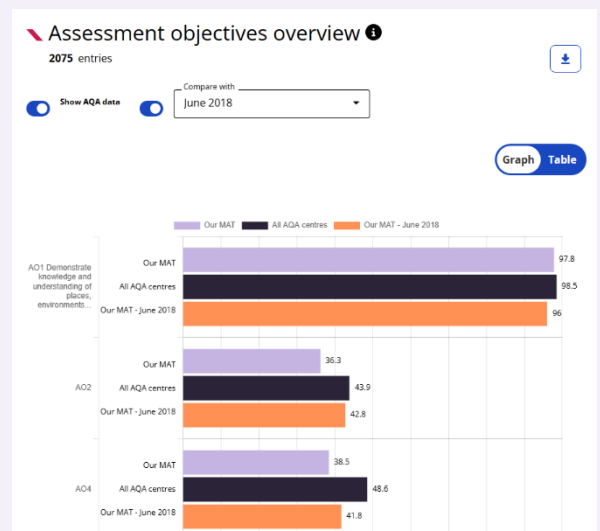 Assessment objectives overview
2075 entries
Show AQA data
Compare with
June 2018
Graph Table
Our MAT All AQA centres Our MAT - June 2018
AO1 Demonstrate
knowledge and
understanding of
places,
environments...
Our MAT 97.8
All AQA centres 98.5
Our MAT - June 2018 96
AO2
Our MAT 36.3
All AQA centres 43.9
Our MAT - June 2018 42.8
AO4
Our MAT 38.5
All AQA centres 48.6
Our MAT - June 2018 41.8